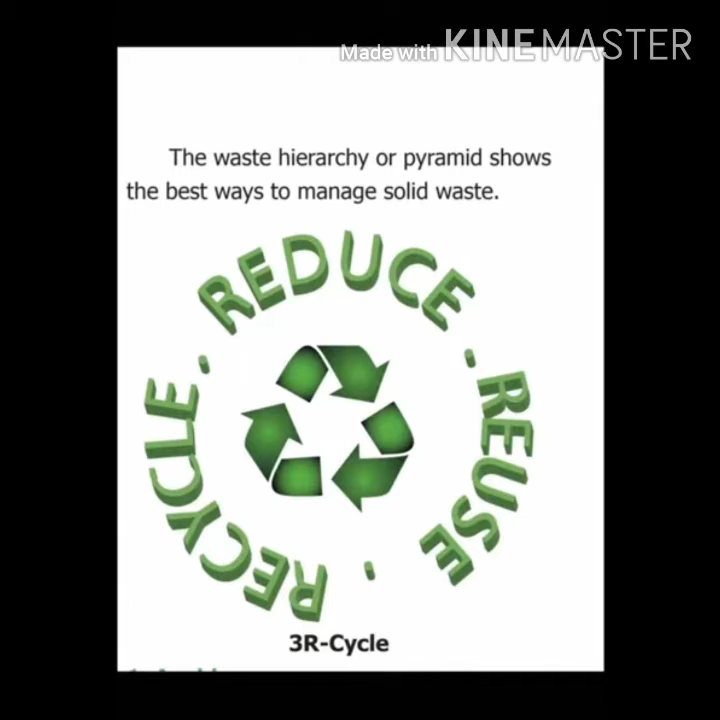 Made with KINEMASTER
The waste hierarchy or pyramid shows
the best ways to manage solid waste.
REDUCE . REUSE . RECYCLE .
3R-Cycle